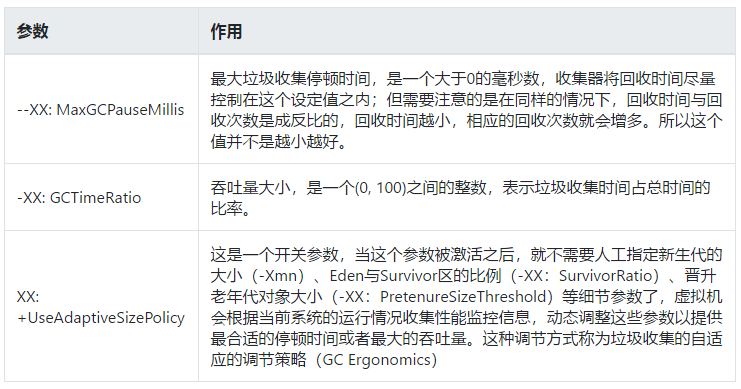 参数 作用
--XX: MaxGCPauseMillis
最大垃圾收集停顿时间，是一个大于0的毫秒数，收集器将回收时间尽量
控制在这个设定值之内；但需要注意的是在同样的情况下，回收时间与回
收次数是成反比的，回收时间越小，相应的回收次数就会增多。所以这个
值并不是越小越好。
-XX: GCTimeRatio
吞吐量大小，是一个(0, 100)之间的整数，表示垃圾收集时间占总时间的
比率。
XX:
+UseAdaptiveSizePolicy
这是一个开关参数，当这个参数被激活之后，就不需要人工指定新生代的
大小（-Xmn）、Eden与Survivor区的比例（-XX：SurvivorRatio）、晋升
老年代对象大小（-XX：PretenureSizeThreshold）等细节参数了，虚拟机
会根据当前系统的运行情况收集性能监控信息，动态调整这些参数以提供
最合适的停顿时间或者最大的吞吐量。这种调节方式称为垃圾收集的自适
应的调节策略（GC Ergonomics）